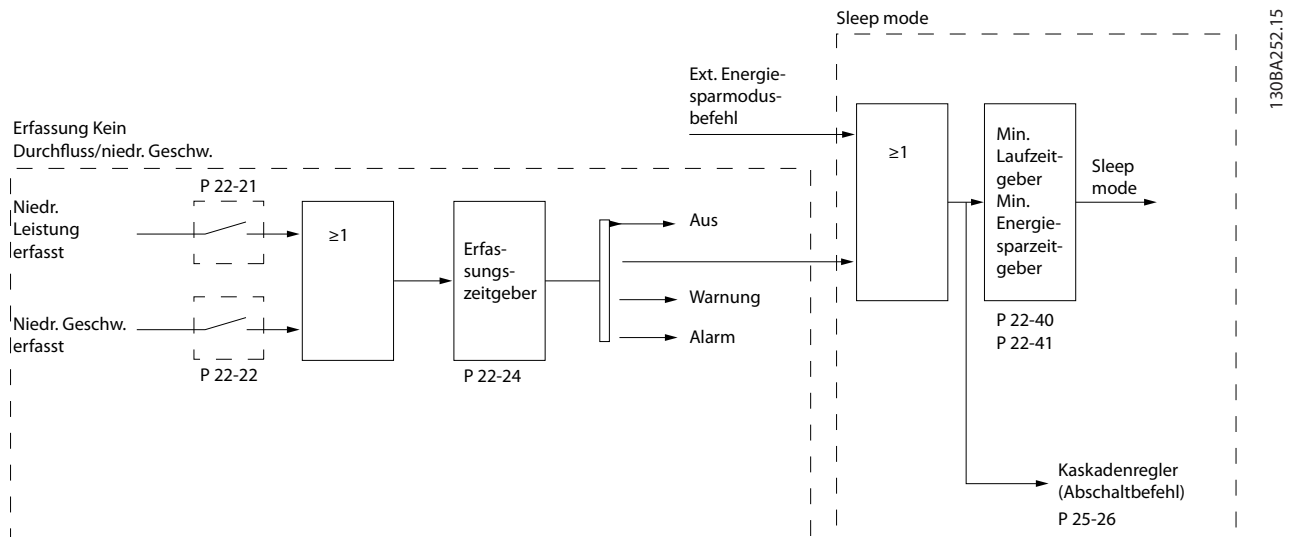 Sleep mode
130BA252.15
Ext. Energie-
sparmodus-
befehl
Erfassung Kein
Durchfluss/niedr. Geschw.
P 22-21
Niedr.
Leistung
erfasst
≥1
Erfas-
sungs-
zeitgeber
Aus
Warnung
Alarm
Niedr. Geschw.
erfasst
P 22-22
P 22-24
≥1
Min.
Laufzeit-
geber
Min.
Energie-
sparzeit-
geber
Sleep
mode
P 22-40
P 22-41
Kaskadenregler
(Abschaltbefehl)
P 25-26